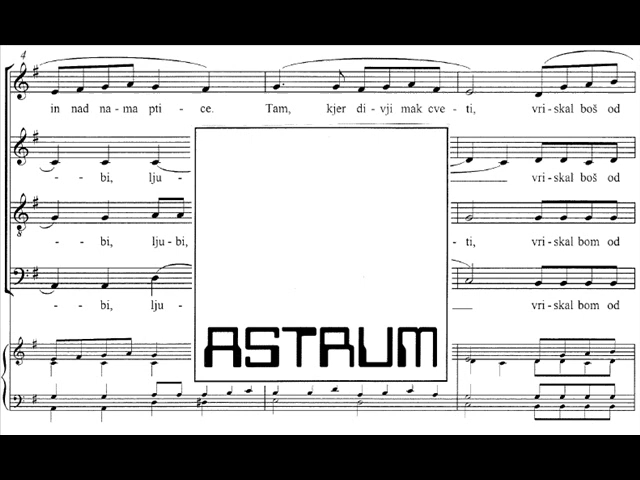 4
in nad na - ma pti - ce. Tam, kjer di - vji mak cve - ti, vri - skal boš od
- - bi, lju - vri - skal boš od
8
- - bi, lju - bi, - ti, vri - skal bom od
- - bi, lju - vri - skal bom od
ASTRUM